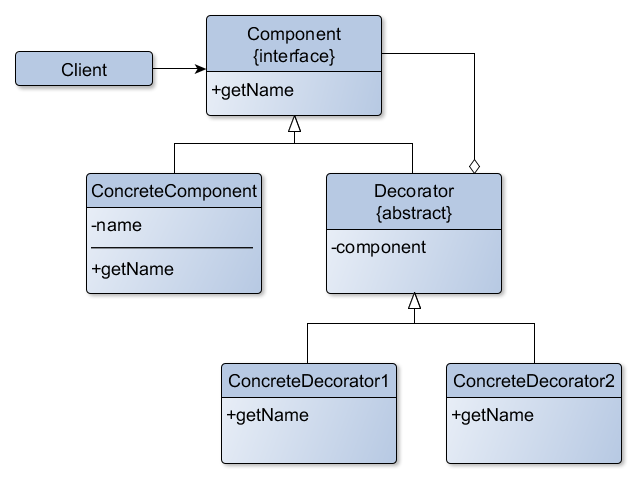 Client
Component
{interface}
+getName
ConcreteComponent
-name
+getName
Decorator
{abstract}
-component
ConcreteDecorator1
+getName
ConcreteDecorator2
+getName